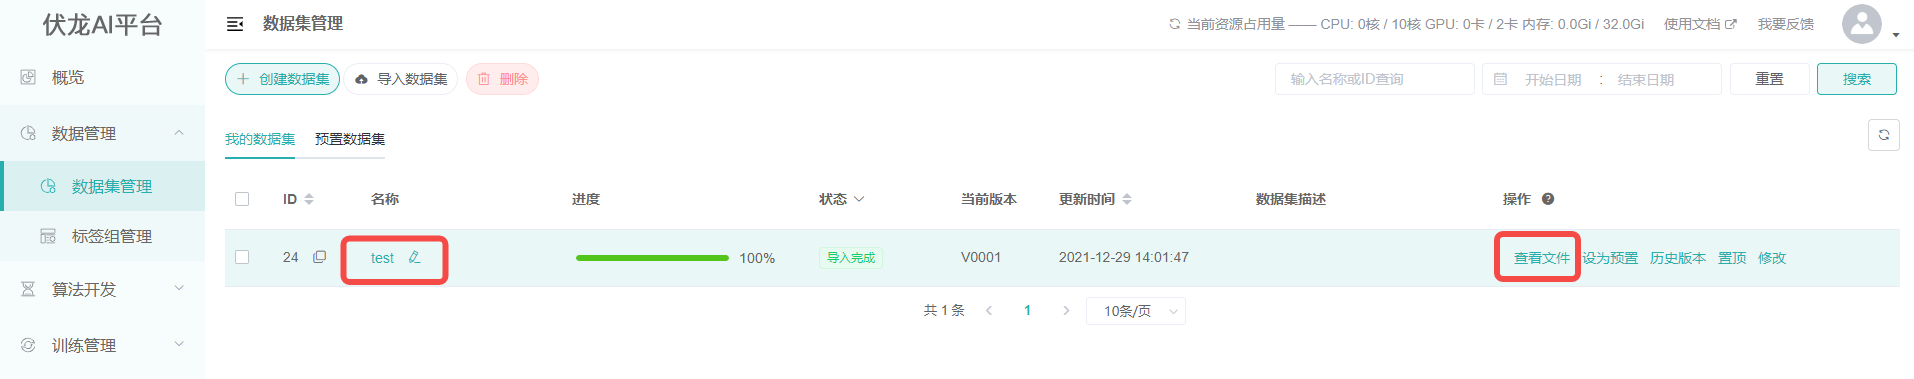 伏龙AI平台
数据集管理
当前资源占用量 —— CPU: 0核 / 10核 GPU: 0卡 / 2卡 内存: 0.0Gi / 32.0Gi
使用文档
我要反馈
概览
数据管理
数据集管理
标签组管理
算法开发
训练管理
创建数据集
导入数据集
删除
输入名称或ID查询
开始日期 : 结束日期
重置
搜索
我的数据集 预置数据集
ID 名称 进度 状态 当前版本 更新时间 数据集描述 操作
24 test 100% 导入完成 V0001 2021-12-29 14:01:47 查看文件 设为预置 历史版本 置顶 修改
共 1 条 1 10条/页